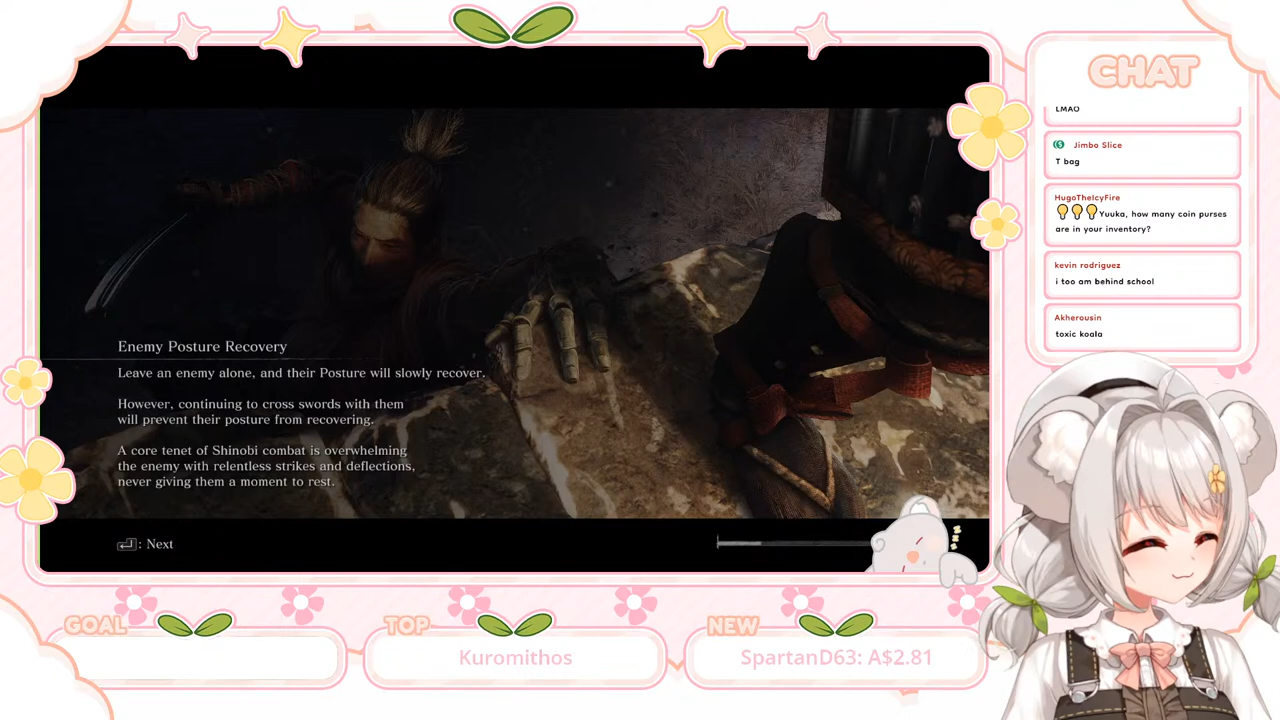 Enemy Posture Recovery
Leave an enemy alone, and their Posture will slowly recover.
However, continuing to cross swords with them
will prevent their posture from recovering.
A core tenet of Shinobi combat is overwhelming
the enemy with relentless strikes and deflections,
never giving them a moment to rest.
: Next
CHAT
LMAO
Jimbo Slice
T bag
HugoTheIcyFire
Yuuka, how many coin purses
are in your inventory?
kevin rodriguez
i too am behind school
Akherousin
toxic koala
z z z
GOAL
TOP
Kuromithos
NEW
SpartanD63: A$2.81